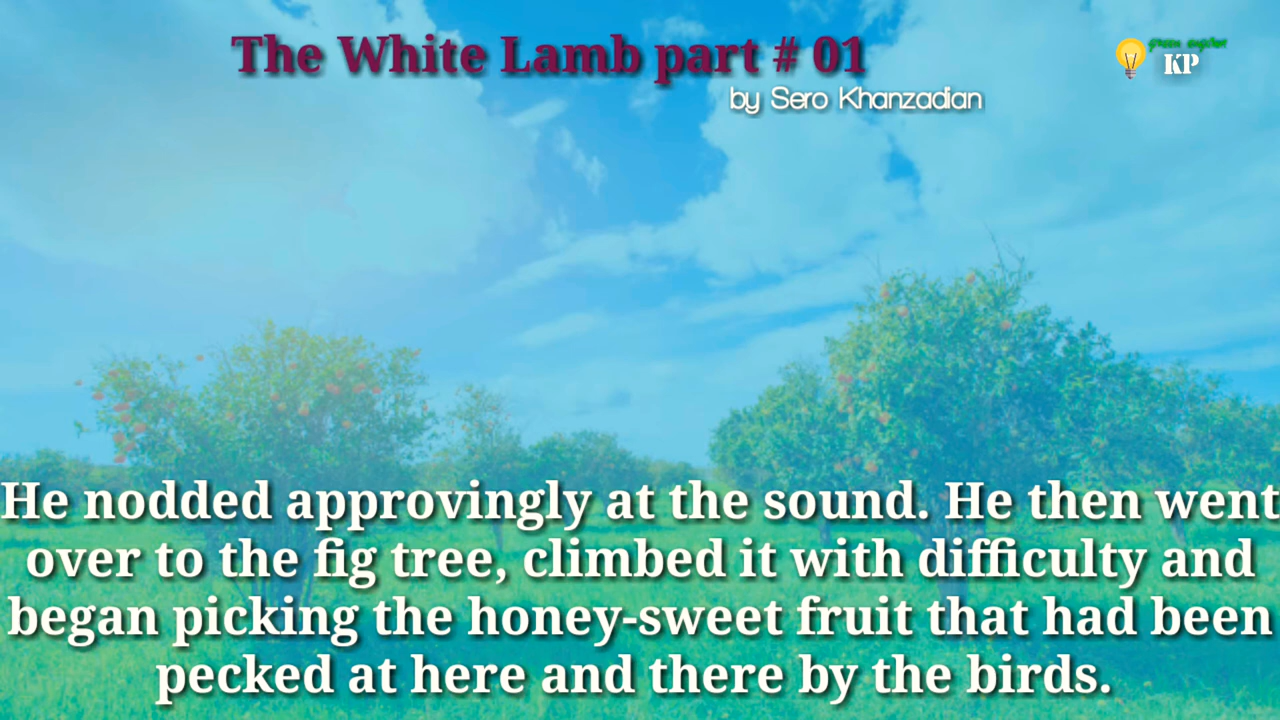 The White Lamb part # 01
by Sero Khanzadian
KP
He nodded approvingly at the sound. He then went
over to the fig tree, climbed it with difficulty and
began picking the honey-sweet fruit that had been
pecked at here and there by the birds.